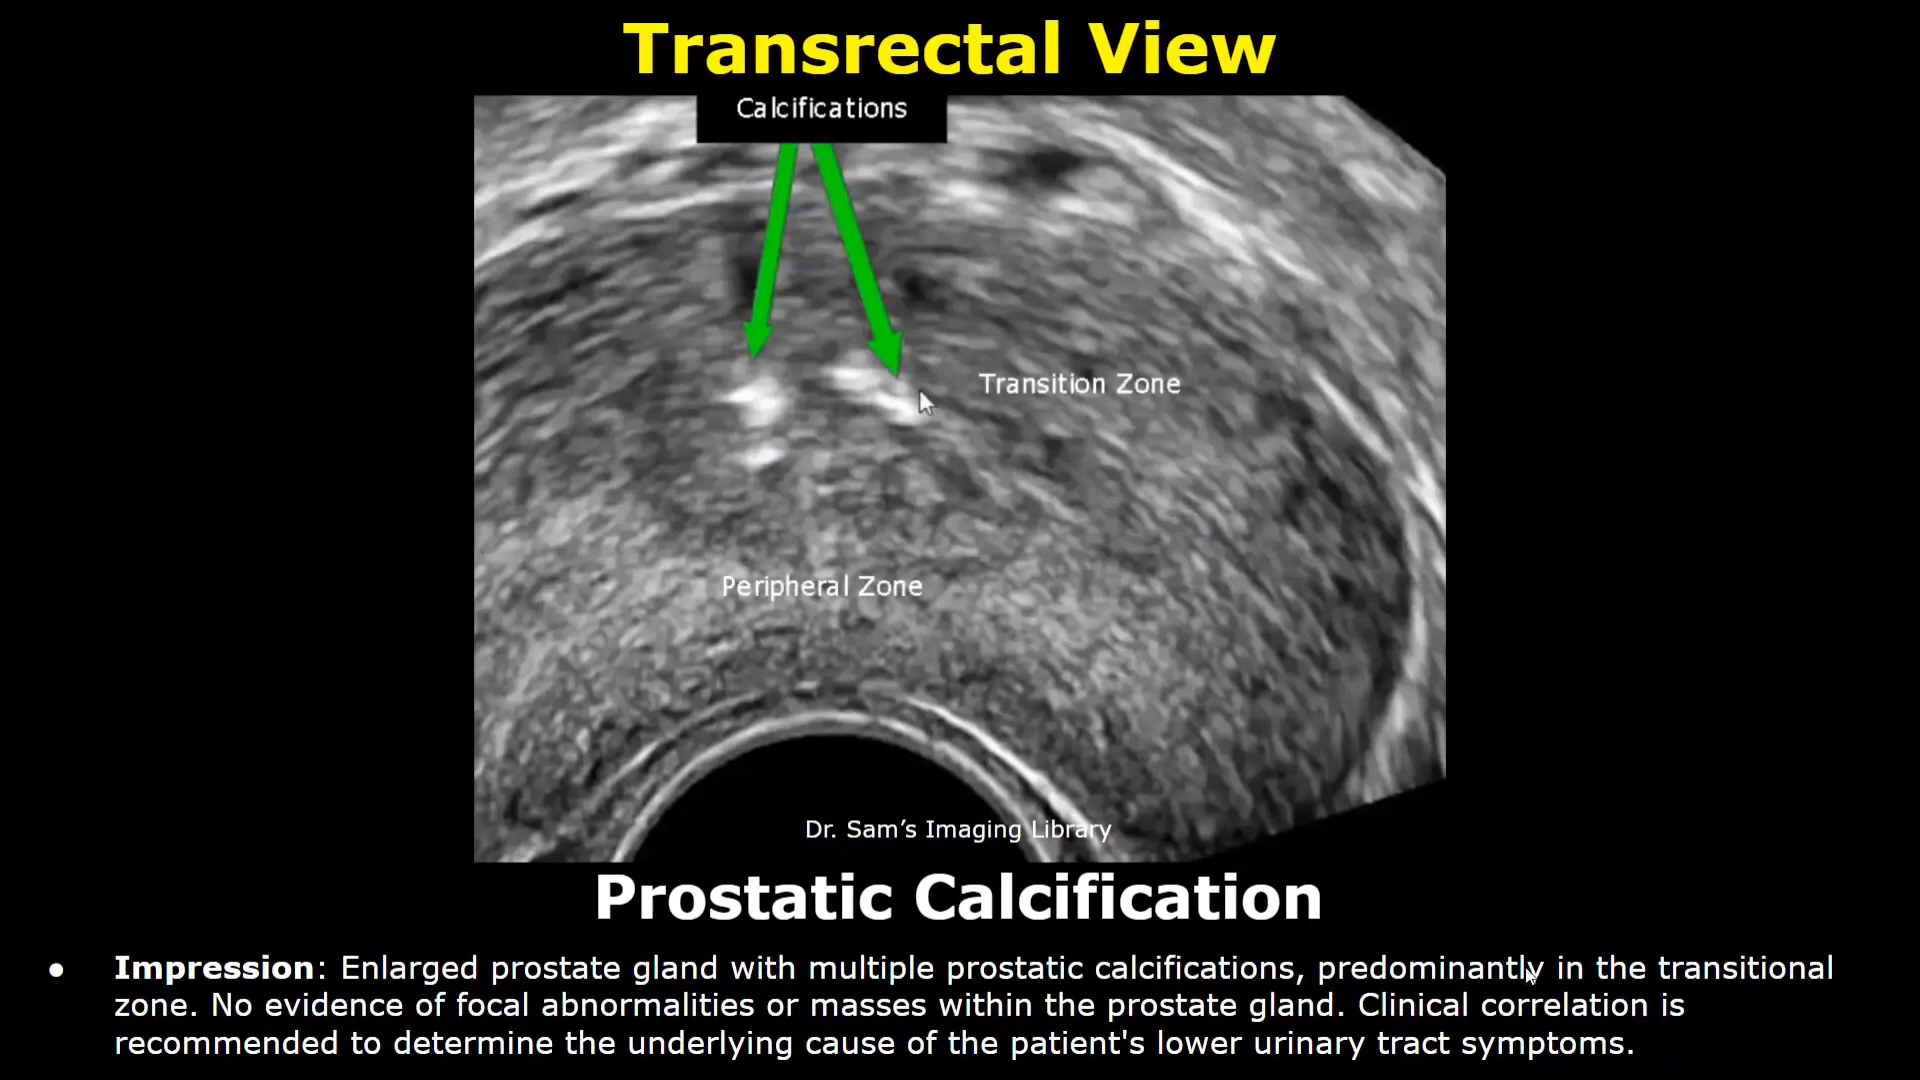 Transrectal View
Calcifications
Transition Zone
Peripheral Zone
Dr. Sam’s Imaging Library
Prostatic Calcification
● Impression: Enlarged prostate gland with multiple prostatic calcifications, predominantly in the transitional
zone. No evidence of focal abnormalities or masses within the prostate gland. Clinical correlation is
recommended to determine the underlying cause of the patient's lower urinary tract symptoms.